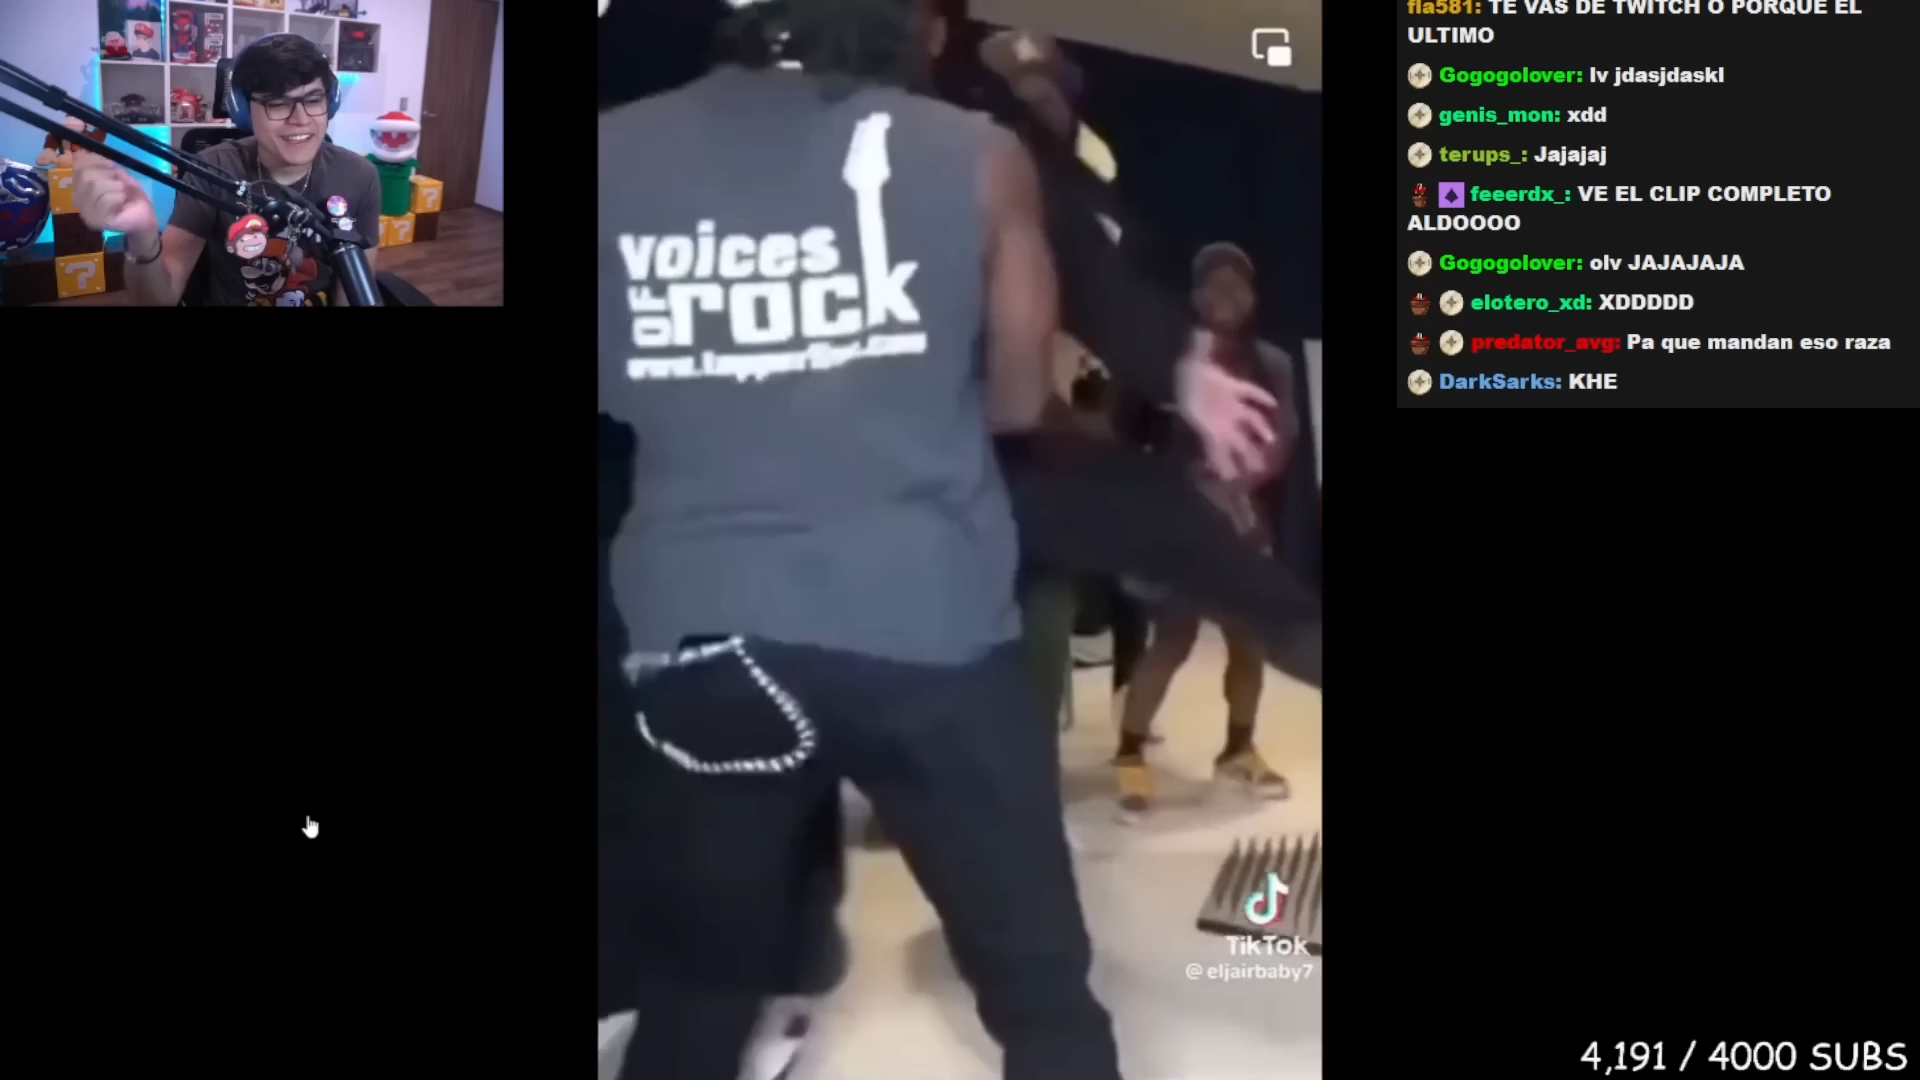 fla581: TE VAS DE TWITCH O PORQUE EL
ULTIMO
Gogogolover: lv jdasjdaskl
genis_mon: xdd
terups_: Jajajaj
feeerdx_: VE EL CLIP COMPLETO
ALDOOOO
Gogogolover: olv JAJAJAJA
elotero_xd: XDDDDD
predator_avg: Pa que mandan eso raza
DarkSarks: KHE
voices
OF rock
TikTok
@eljairbaby7
4,191 / 4000 SUBS